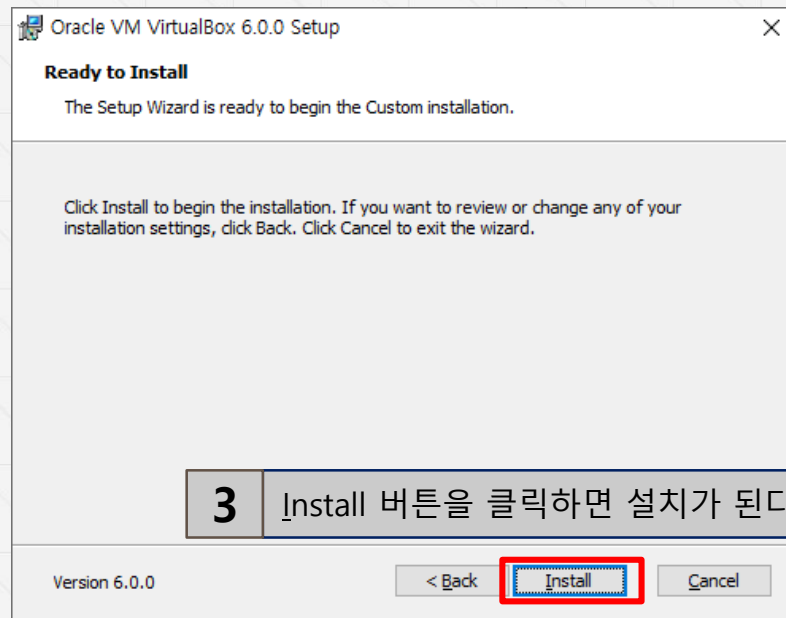 Oracle VM VirtualBox 6.0.0 Setup
Ready to Install
The Setup Wizard is ready to begin the Custom installation.
Click Install to begin the installation. If you want to review or change any of your
installation settings, click Back. Click Cancel to exit the wizard.
3 Install 버튼을 클릭하면 설치가 된다
Version 6.0.0 < Back Install Cancel